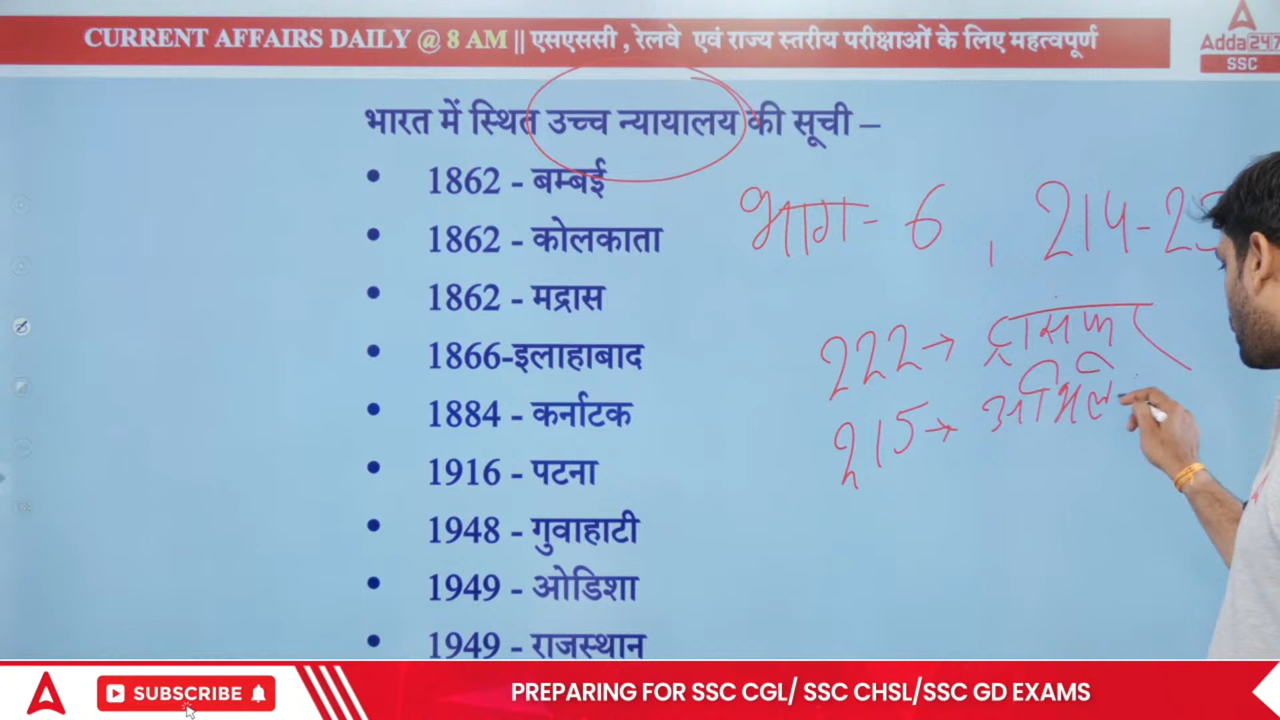 CURRENT AFFAIRS DAILY @ 8 AM || एसएससी , रेलवे एवं राज्य स्तरीय परीक्षाओं के लिए महत्वपूर्ण
Adda247
SSC
भारत में स्थित उच्च न्यायालय की सूची –
• 1862 - बम्बई
• 1862 - कोलकाता
• 1862 - मद्रास
• 1866-इलाहाबाद
• 1884 - कर्नाटक
• 1916 - पटना
• 1948 - गुवाहाटी
• 1949 - ओडिशा
• 1949 - राजस्थान
भाग- 6 , 214-23
222→ ट्रांसफर
215→ अभिले
SUBSCRIBE
PREPARING FOR SSC CGL/ SSC CHSL/SSC GD EXAMS